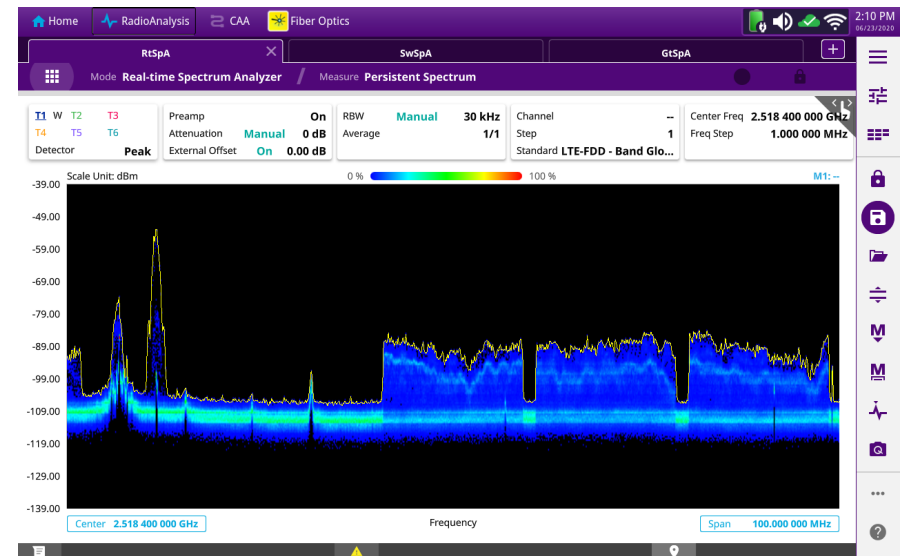 Home RadioAnalysis CAA Fiber Optics 2:10 PM
06/23/2020
RtSpA SwSpA GtSpA
Mode Real-time Spectrum Analyzer / Measure Persistent Spectrum
T1 W T2 T3
T4 T5 T6
Detector Peak
Preamp On
Attenuation Manual 0 dB
External Offset On 0.00 dB
RBW Manual 30 kHz
Average 1/1
Channel --
Step 1
Standard LTE-FDD - Band Glo...
Center Freq 2.518 400 000 GHz
Freq Step 1.000 000 MHz
Scale Unit: dBm 0 % 100 % M1: --
-39.00
-49.00
-59.00
-69.00
-79.00
-89.00
-99.00
-109.00
-119.00
-129.00
-139.00
Center 2.518 400 000 GHz Frequency Span 100.000 000 MHz
M
M